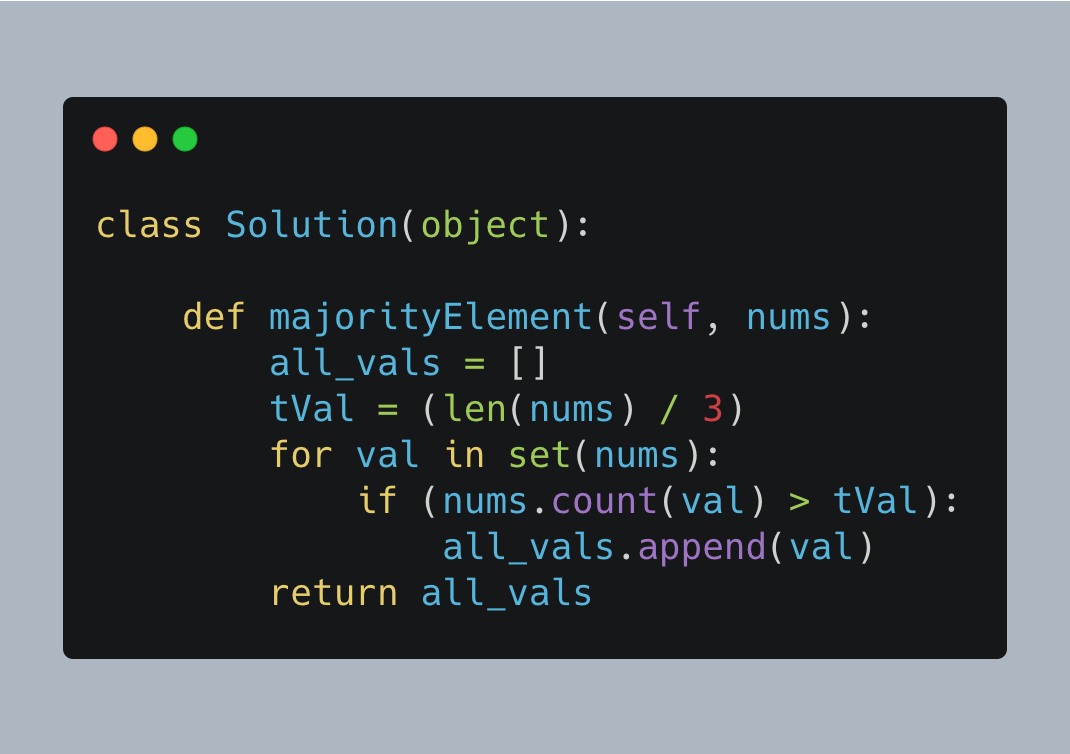 class Solution(object):
    def majorityElement(self, nums):
        all_vals = []
        tVal = (len(nums) / 3)
        for val in set(nums):
            if (nums.count(val) > tVal):
                all_vals.append(val)
        return all_vals